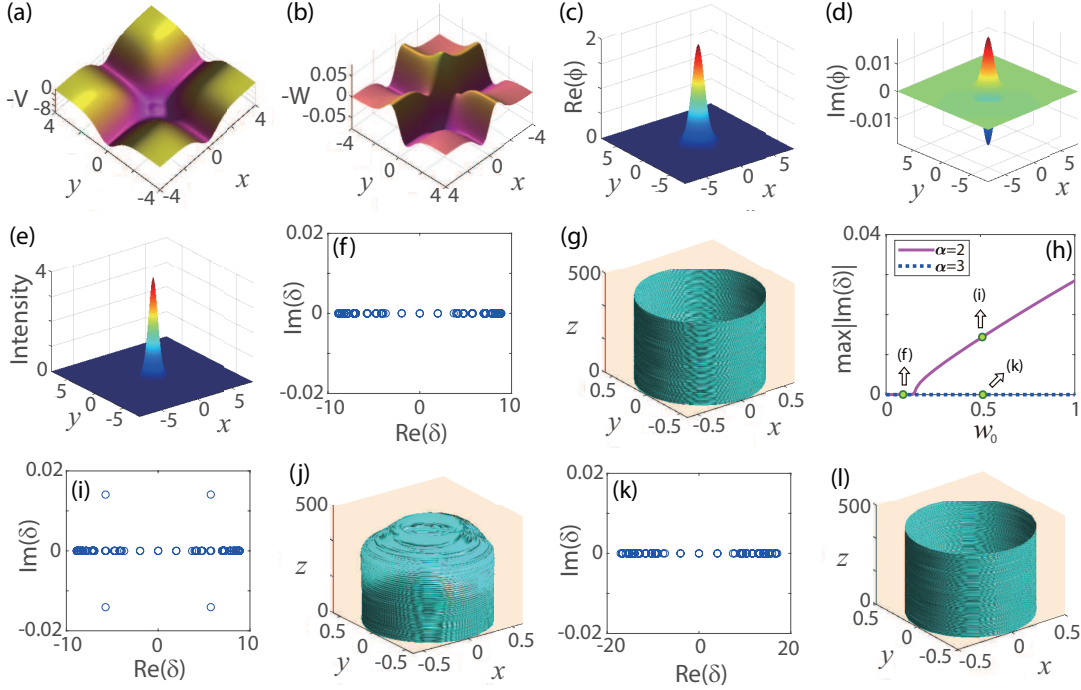 (a)
-V
0
-8
4
0
-4
y
-4
0
4
x
(b)
-W
0.05
0
-0.05
-4
0
4
y
4
0
-4
x
(c)
Re(ϕ)
2
1
0
5
0
-5
y
-5
0
5
x
(d)
Im(ϕ)
0.01
0
-0.01
5
0
-5
y
-5
0
5
x
(e)
Intensity
4
2
0
5
0
-5
y
-5
0
5
x
(f)
Im(δ)
0.02
0
-0.02
-10
0
10
Re(δ)
(g)
z
500
0
0.5
0
-0.5
y
-0.5
0
0.5
x
(h)
max|Im(δ)|
0.04
0
α=2
α=3
(f)
(i)
(k)
0
0.5
1
w₀
(i)
Im(δ)
0.02
0
-0.02
-10
0
10
Re(δ)
(j)
z
500
0
0.5
0
-0.5
y
-0.5
0
0.5
x
(k)
Im(δ)
0.02
0
-0.02
-20
0
20
Re(δ)
(l)
z
500
0
0.5
0
-0.5
y
-0.5
0
0.5
x